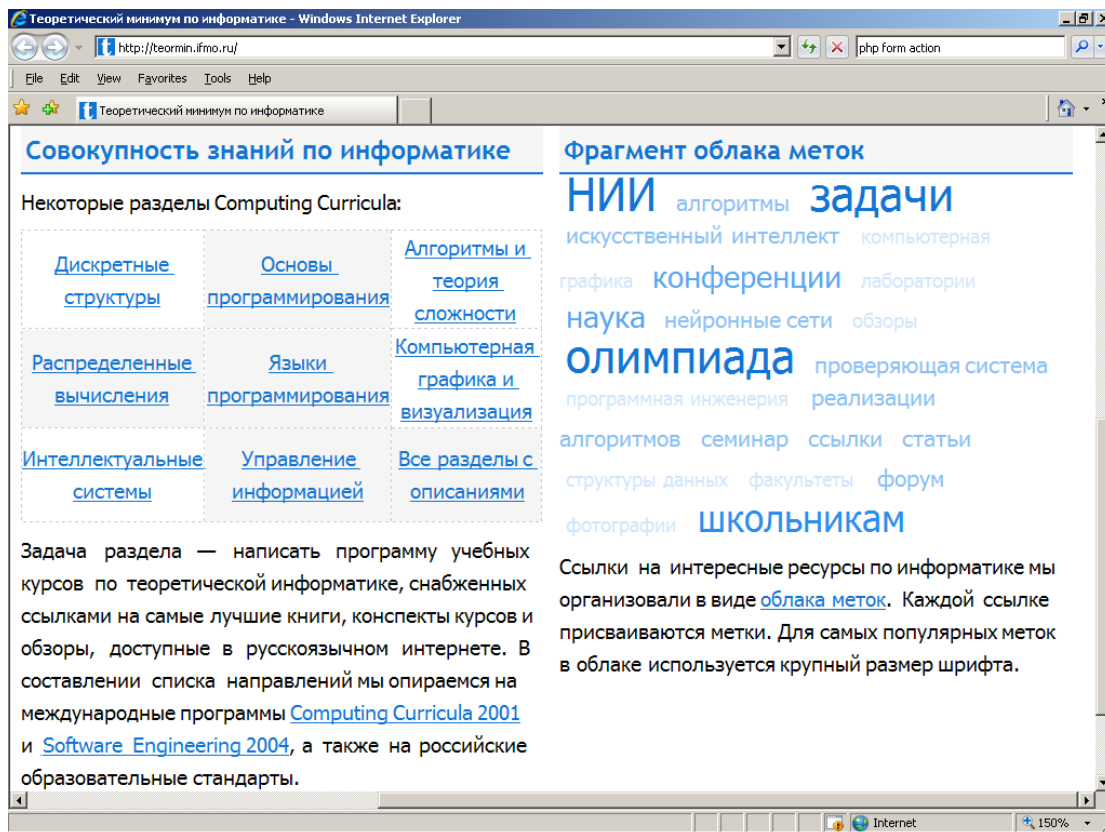 Теоретический минимум по информатике - Windows Internet Explorer
http://teormin.ifmo.ru/
php form action
File Edit View Favorites Tools Help
Теоретический минимум по информатике
Совокупность знаний по информатике
Некоторые разделы Computing Curricula:
Дискретные
структуры
Основы
программирования
Алгоритмы и
теория
сложности
Распределенные
вычисления
Языки
программирования
Компьютерная
графика и
визуализация
Интеллектуальные
системы
Управление
информацией
Все разделы с
описаниями
Задача раздела — написать программу учебных
курсов по теоретической информатике, снабженных
ссылками на самые лучшие книги, конспекты курсов и
обзоры, доступные в русскоязычном интернете. В
составлении списка направлений мы опираемся на
международные программы Computing Curricula 2001
и Software Engineering 2004, а также на российские
образовательные стандарты.
Фрагмент облака меток
НИИ алгоритмы задачи
искусственный интеллект компьютерная
графика конференции лаборатории
наука нейронные сети обзоры
олимпиада проверяющая система
программная инженерия реализации
алгоритмов семинар ссылки статьи
структуры данных факультеты форум
фотографии школьникам
Ссылки на интересные ресурсы по информатике мы
организовали в виде облака меток. Каждой ссылке
присваиваются метки. Для самых популярных меток
в облаке используется крупный размер шрифта.
Internet
150%